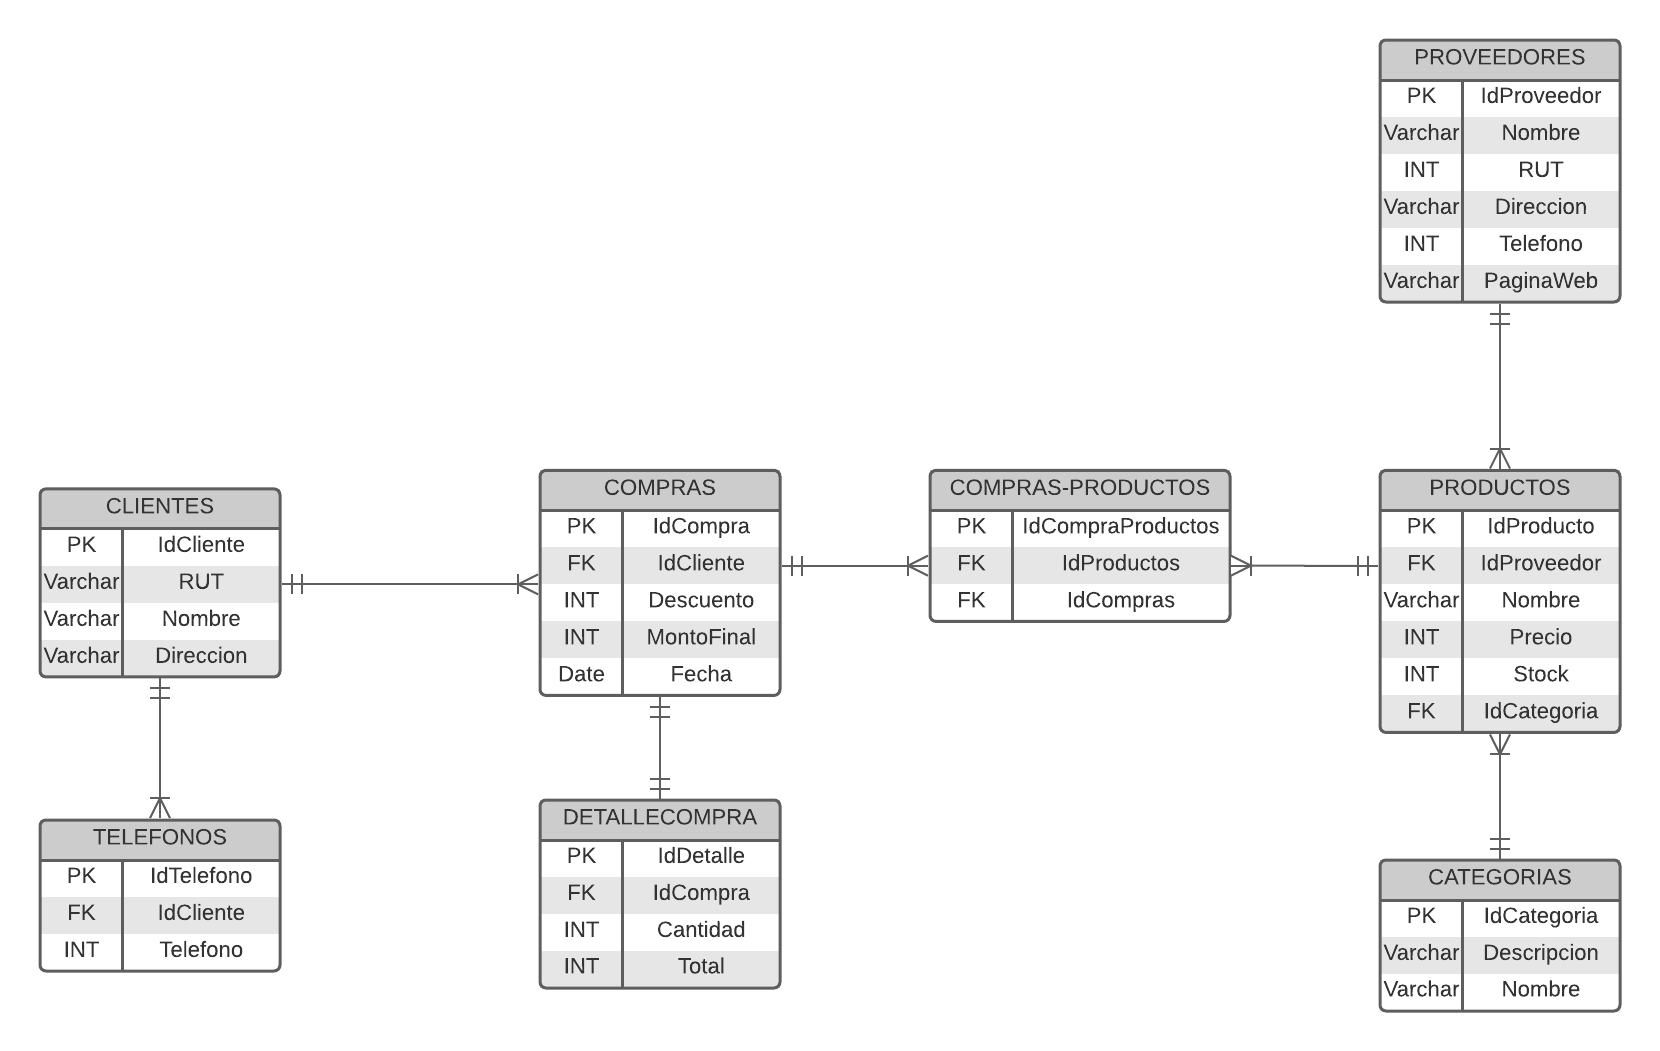 PROVEEDORES
PK IdProveedor
Varchar Nombre
INT RUT
Varchar Direccion
INT Telefono
Varchar PaginaWeb
CLIENTES
PK IdCliente
Varchar RUT
Varchar Nombre
Varchar Direccion
COMPRAS
PK IdCompra
FK IdCliente
INT Descuento
INT MontoFinal
Date Fecha
COMPRAS-PRODUCTOS
PK IdCompraProductos
FK IdProductos
FK IdCompras
PRODUCTOS
PK IdProducto
FK IdProveedor
Varchar Nombre
INT Precio
INT Stock
FK IdCategoria
TELEFONOS
PK IdTelefono
FK IdCliente
INT Telefono
DETALLECOMPRA
PK IdDetalle
FK IdCompra
INT Cantidad
INT Total
CATEGORIAS
PK IdCategoria
Varchar Descripcion
Varchar Nombre